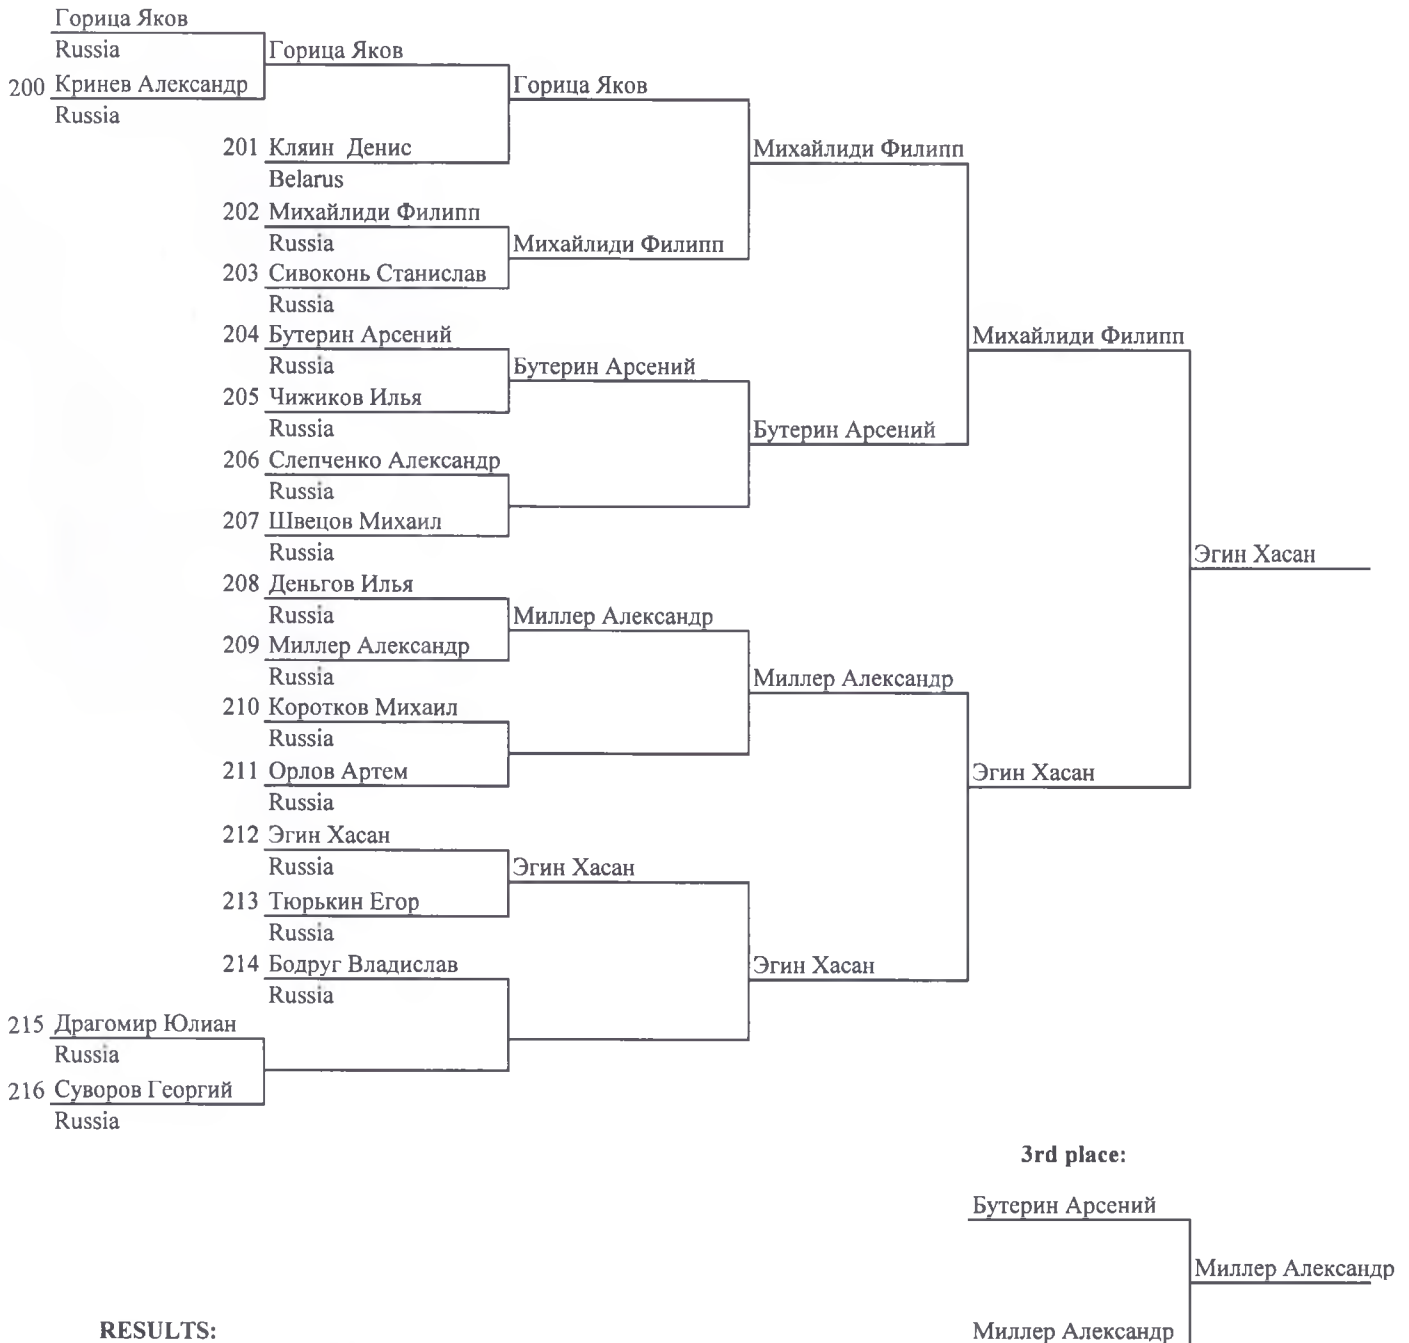 Горица Яков
Russia
200 Кринев Александр
Russia
Горица Яков
201 Кляин Денис
Belarus
202 Михайлиди Филипп
Russia
203 Сивоконь Станислав
Russia
204 Бутерин Арсений
Russia
205 Чижиков Илья
Russia
206 Слепченко Александр
Russia
207 Швецов Михаил
Russia
208 Деньгов Илья
Russia
209 Миллер Александр
Russia
210 Коротков Михаил
Russia
211 Орлов Артем
Russia
212 Эгин Хасан
Russia
213 Тюрькин Егор
Russia
214 Бодруг Владислав
Russia
215 Драгомир Юлиан
Russia
216 Суворов Георгий
Russia
Горица Яков
Михайлиди Филипп
Бутерин Арсений
Миллер Александр
Эгин Хасан
Михайлиди Филипп
Бутерин Арсений
Миллер Александр
Эгин Хасан
Михайлиди Филипп
Эгин Хасан
Эгин Хасан
3rd place:
Бутерин Арсений
Миллер Александр
Миллер Александр
RESULTS: